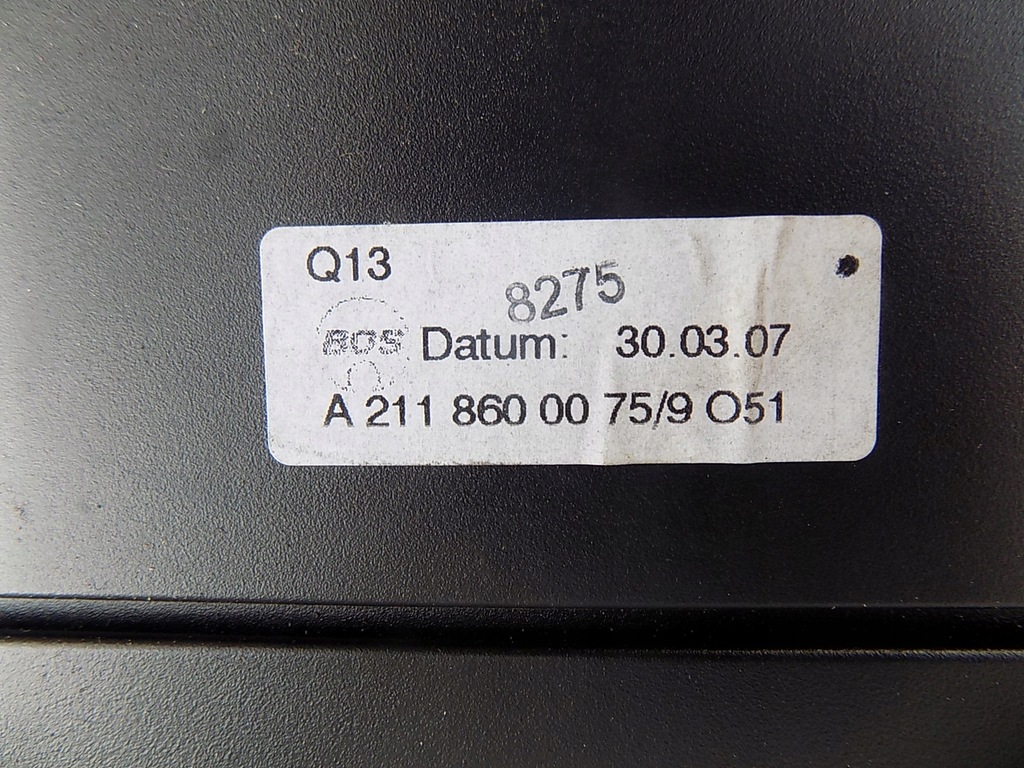 Q13
8275
BOS Datum: 30.03.07
A 211 860 00 75/9 O51